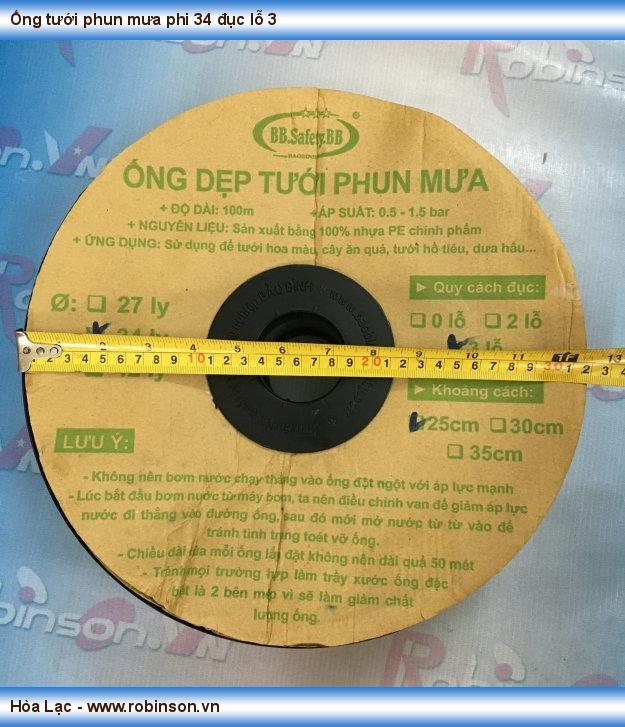 Ống tưới phun mưa phi 34 đục lỗ 3
Robinson.VN
BB.Safety.BB
®
ỐNG DẸP TƯỚI PHUN MƯA
+ ĐỘ DÀI: 100m +ÁP SUẤT: 0.5 - 1.5 bar
+ NGUYÊN LIỆU: Sản xuất bằng 100% nhựa PE chính phẩm
+ ỨNG DỤNG: Sử dụng để tưới hoa màu, cây ăn quả, tưới hồ tiêu, dưa hấu...
► Quy cách đục:
Ø: ☐ 27 ly
☐ 0 lỗ ☐ 2 lỗ
34 ly
3 lỗ
► Khoảng cách:
25cm ☐ 30cm
☐ 35cm
LƯU Ý:
- Không nên bơm nước chạy thẳng vào ống đột ngột với áp lực mạnh
- Lúc bắt đầu bơm nước từ máy bơm, ta nên điều chỉnh van để giảm áp lực
nước đi thẳng vào đường ống, sau đó mới mở nước từ từ vào để
tránh tình trạng toét vỡ ống.
- Chiều dài của mỗi ống lắp đặt không nên dài quá 50 mét
- Tránh mọi trường hợp làm trầy xước ống đặc
biệt là 2 bên mép vì sẽ làm giảm chất
lượng ống.
Hòa Lạc - www.robinson.vn